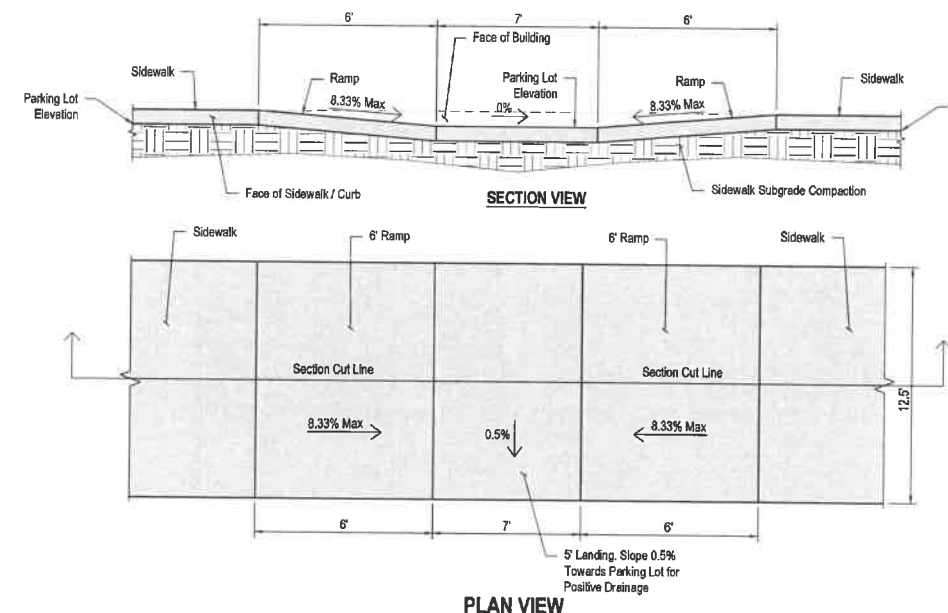 6' 7' 6'
Face of Building
Sidewalk
Ramp
Parking Lot
Elevation
Ramp
Sidewalk
Parking Lot
Elevation
8.33% Max
0%
8.33% Max
Face of Sidewalk / Curb
SECTION VIEW
Sidewalk Subgrade Compaction
Sidewalk
6' Ramp
6' Ramp
Sidewalk
Section Cut Line
Section Cut Line
12.5'
8.33% Max
0.5%
8.33% Max
6' 7' 6'
5' Landing. Slope 0.5%
Towards Parking Lot for
Positive Drainage
PLAN VIEW